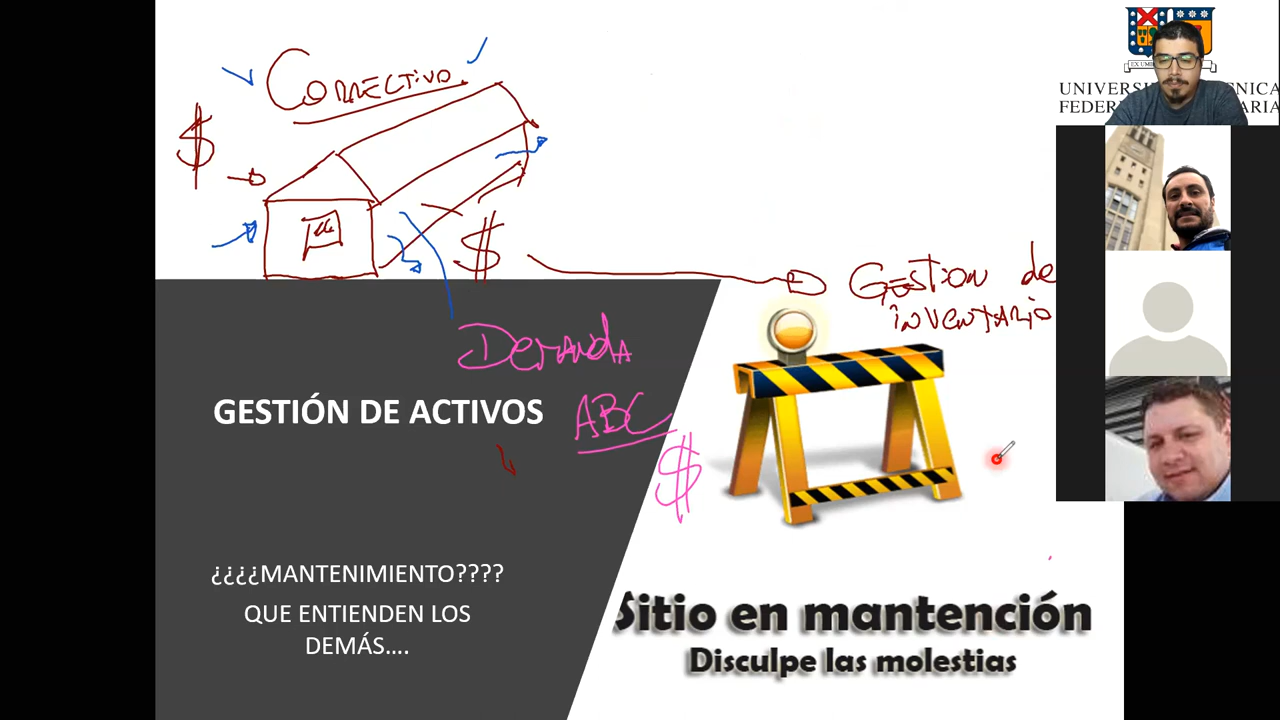 Correctivo
$
$
Gestion de
inventario
Demanda
ABC
$
GESTIÓN DE ACTIVOS
¿¿¿¿MANTENIMIENTO????
QUE ENTIENDEN LOS
DEMÁS....
Sitio en mantención
Disculpe las molestias